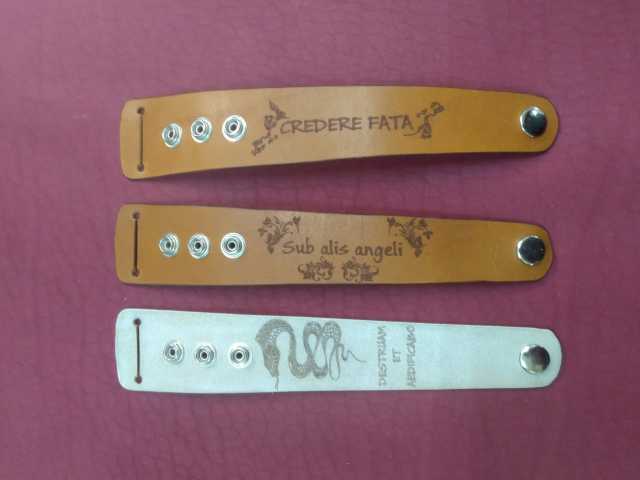 CREDERE FATA
Sub alis angeli
DESTRUAM
ET
AEDIFICABO